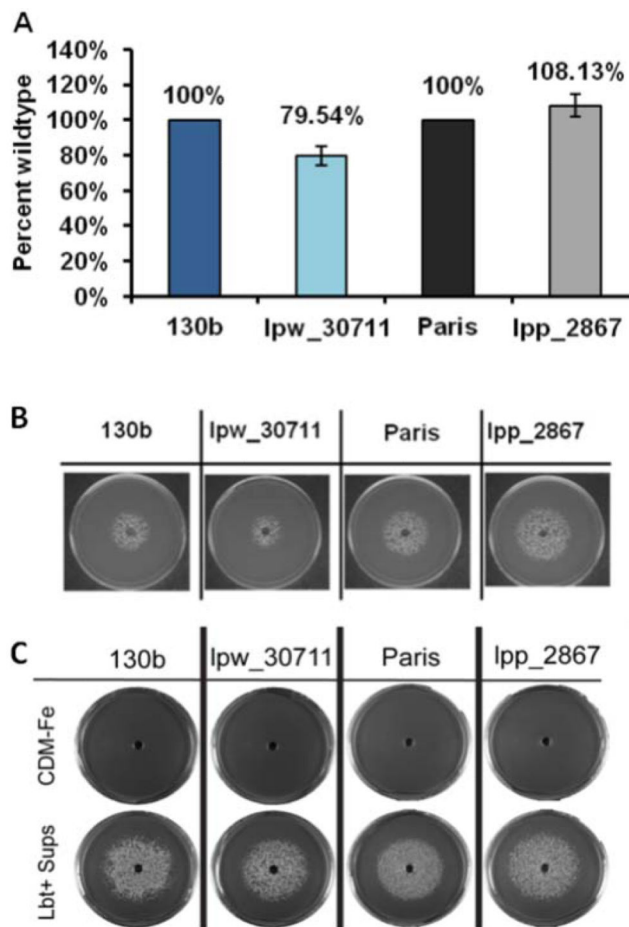 A
140%
120%
100%
80%
60%
40%
20%
0%
Percent wildtype
100%
79.54%
100%
108.13%
130b lpw_30711 Paris lpp_2867
B
130b lpw_30711 Paris lpp_2867
C
130b lpw_30711 Paris lpp_2867
CDM-Fe
Lbt+ Sups